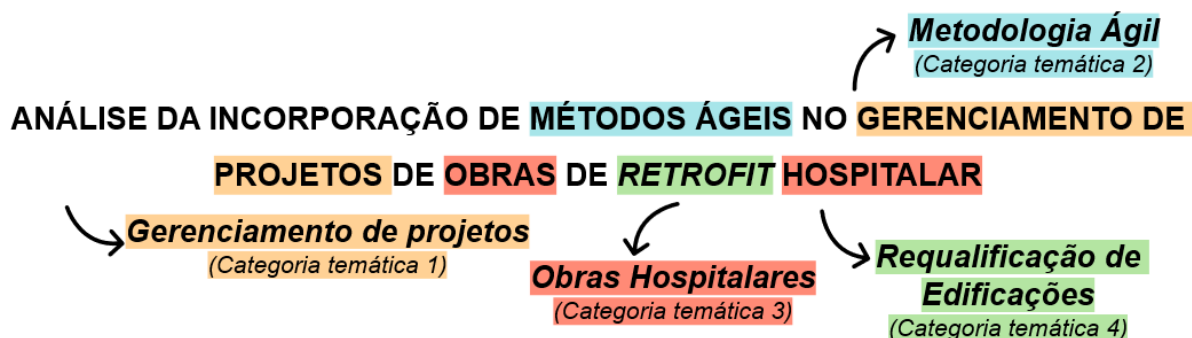 Metodologia Ágil
(Categoria temática 2)
ANÁLISE DA INCORPORAÇÃO DE MÉTODOS ÁGEIS NO GERENCIAMENTO DE
PROJETOS DE OBRAS DE RETROFIT HOSPITALAR
Gerenciamento de projetos
(Categoria temática 1)
Obras Hospitalares
(Categoria temática 3)
Requalificação de
Edificações
(Categoria temática 4)